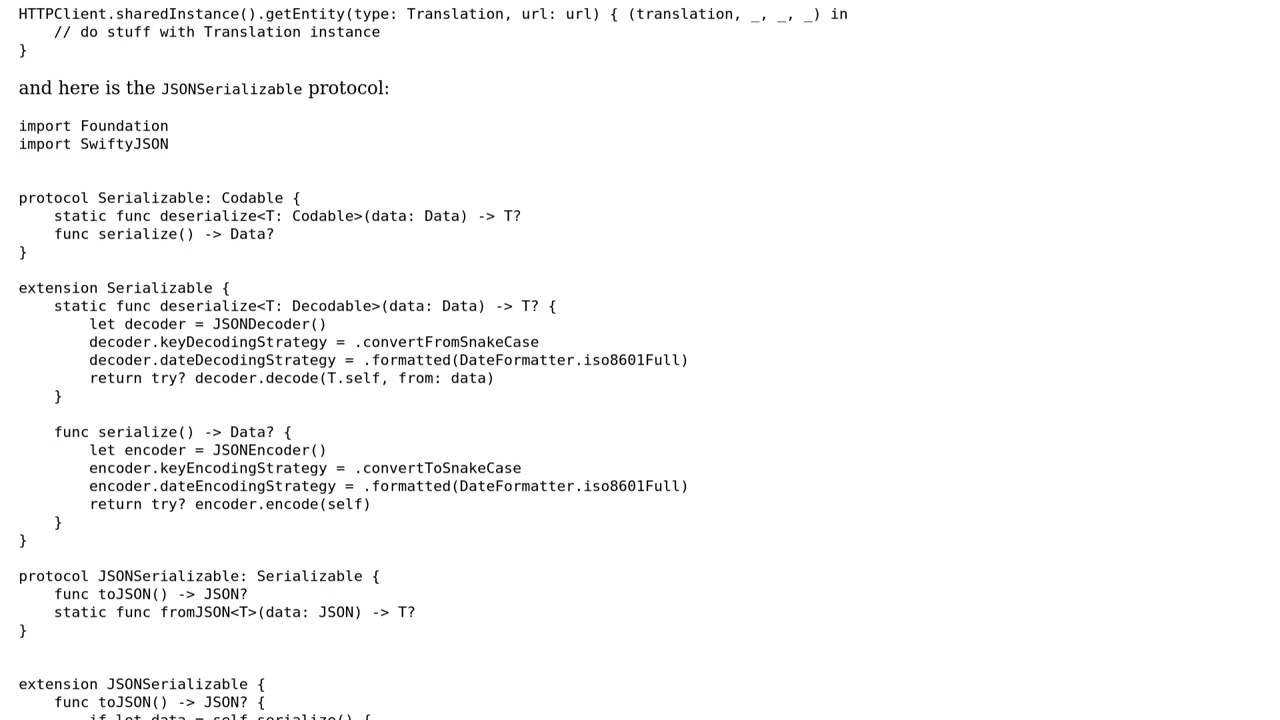 HTTPClient.sharedInstance().getEntity(type: Translation, url: url) { (translation, _, _, _) in
    // do stuff with Translation instance
}
and here is the JSONSerializable protocol:
import Foundation
import SwiftyJSON
protocol Serializable: Codable {
    static func deserialize<T: Codable>(data: Data) -> T?
    func serialize() -> Data?
}
extension Serializable {
    static func deserialize<T: Decodable>(data: Data) -> T? {
        let decoder = JSONDecoder()
        decoder.keyDecodingStrategy = .convertFromSnakeCase
        decoder.dateDecodingStrategy = .formatted(DateFormatter.iso8601Full)
        return try? decoder.decode(T.self, from: data)
    }
    func serialize() -> Data? {
        let encoder = JSONEncoder()
        encoder.keyEncodingStrategy = .convertToSnakeCase
        encoder.dateEncodingStrategy = .formatted(DateFormatter.iso8601Full)
        return try? encoder.encode(self)
    }
}
protocol JSONSerializable: Serializable {
    func toJSON() -> JSON?
    static func fromJSON<T>(data: JSON) -> T?
}
extension JSONSerializable {
    func toJSON() -> JSON? {
        if let data = self.serialize() {